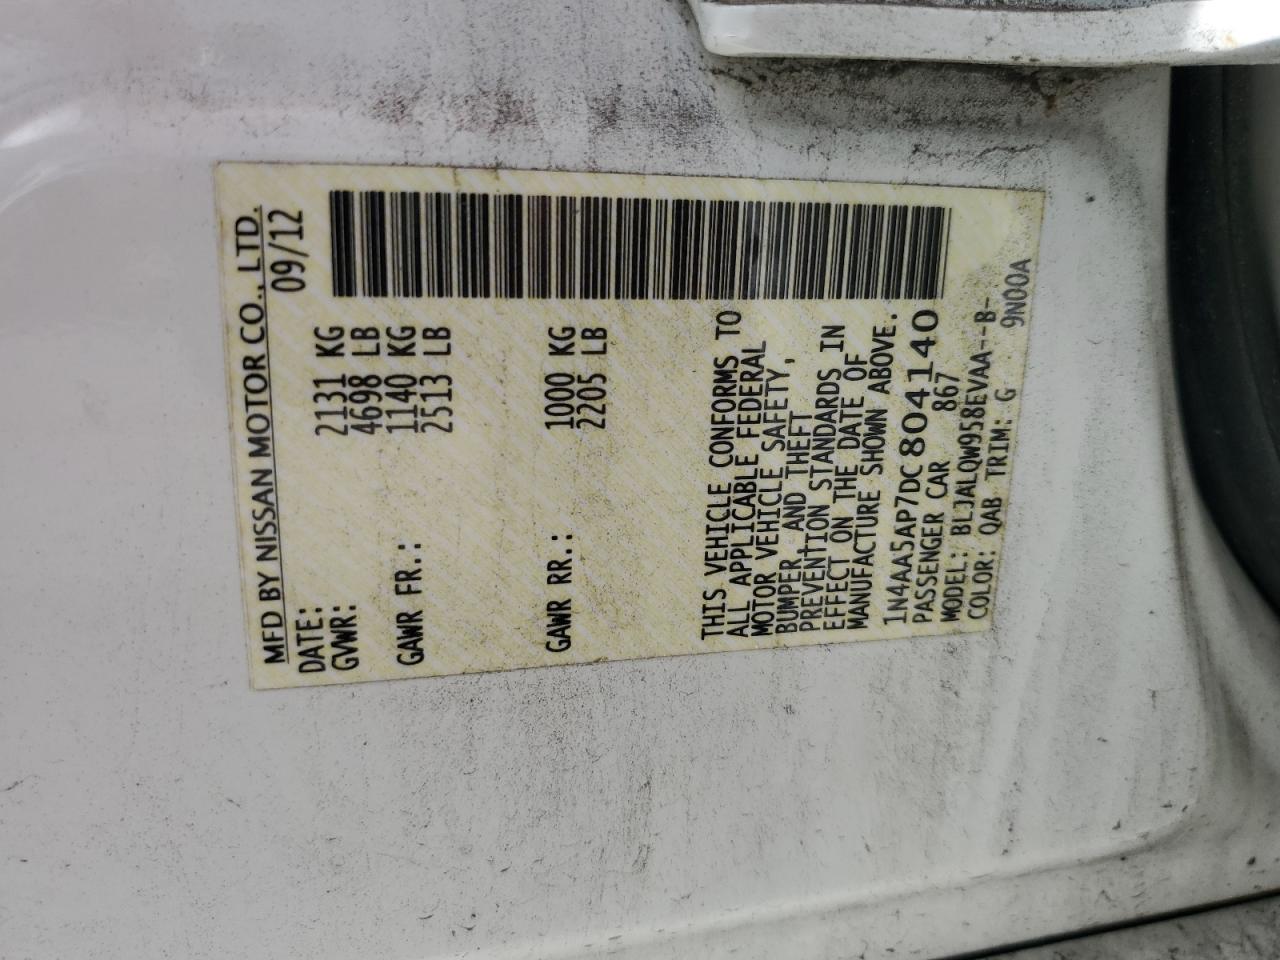 MFD BY NISSAN MOTOR CO., LTD.
DATE: 09/12
GVWR: 2131 KG
4698 LB
GAWR FR.: 1140 KG
2513 LB
GAWR RR.: 1000 KG
2205 LB
THIS VEHICLE CONFORMS TO
ALL APPLICABLE FEDERAL
MOTOR VEHICLE SAFETY,
BUMPER, AND THEFT
PREVENTION STANDARDS IN
EFFECT ON THE DATE OF
MANUFACTURE SHOWN ABOVE.
1N4AA5AP7DC804140
PASSENGER CAR 867
MODEL: BLJALQW958EVAA--B-
COLOR: QAB TRIM: G 9N00A